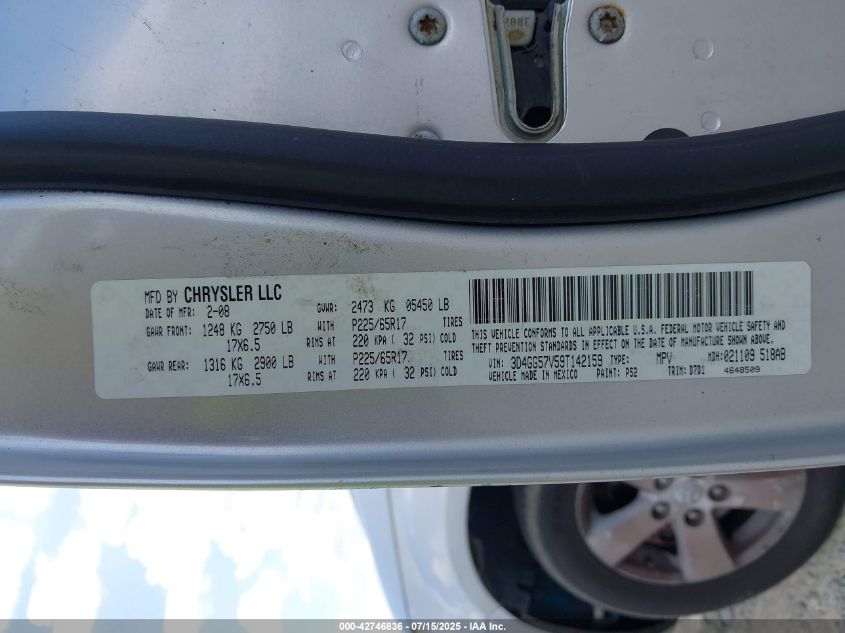 MFD BY CHRYSLER LLC
DATE OF MFR: 2-08 GVWR: 2473 KG 05450 LB
GAWR FRONT: 1248 KG 2750 LB WITH P225/65R17 TIRES
17X6.5 RIMS AT 220 KPA ( 32 PSI) COLD
GAWR REAR: 1316 KG 2900 LB WITH P225/65R17 TIRES
17X6.5 RIMS AT 220 KPA ( 32 PSI) COLD
THIS VEHICLE CONFORMS TO ALL APPLICABLE U.S.A. FEDERAL MOTOR VEHICLE SAFETY AND
THEFT PREVENTION STANDARDS IN EFFECT ON THE DATE OF MANUFACTURE SHOWN ABOVE.
VIN: 3D4GG57V59T142159 TYPE: MPV MDH: 021109 518AB
VEHICLE MADE IN MEXICO PAINT: PS2 TRIM: D7D1 4648509
000-42746836 - 07/15/2025 - IAA Inc.